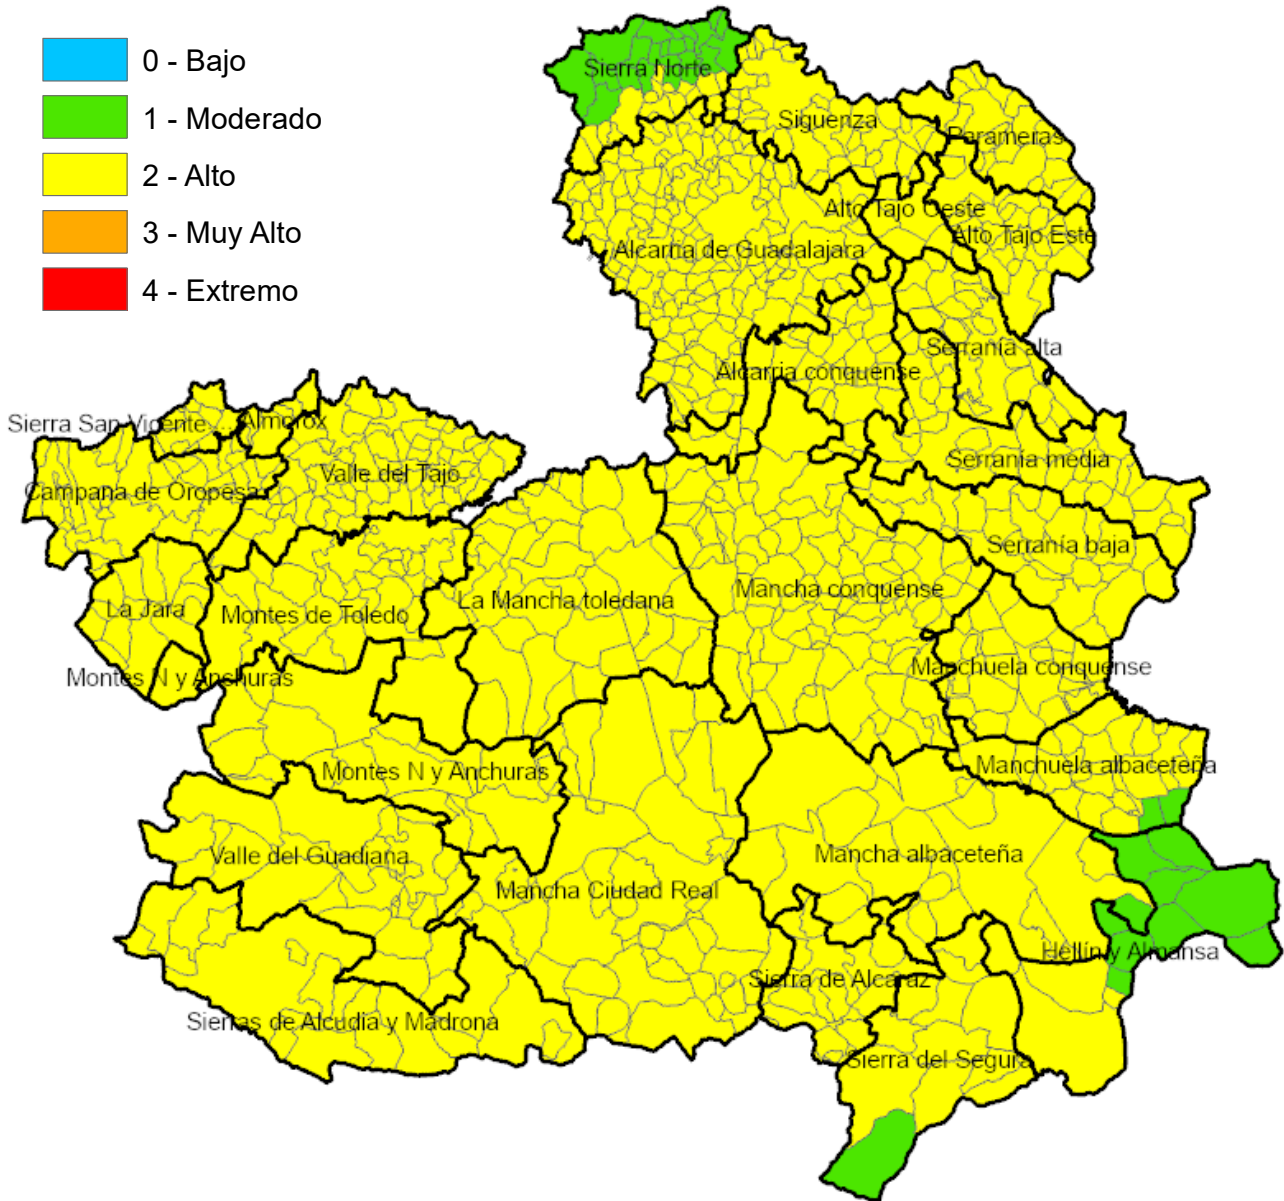 0 - Bajo
1 - Moderado
2 - Alto
3 - Muy Alto
4 - Extremo
Sierra Norte
Siguenza
Parameras
Alto Tajo Oeste
Alto Tajo Este
Alcarria de Guadalajara
Serranía alta
Alcarria conquense
Sierra San Vicente
Almorox
Serranía media
Valle del Tajo
Campana de Oropesa
Serranía baja
Mancha conquense
La Mancha toledana
La Jara
Montes de Toledo
Manchuela conquense
Montes N y Anchuras
Manchuela albaceteña
Montes N y Anchuras
Mancha albaceteña
Valle del Guadiana
Mancha Ciudad Real
Hellín y Almansa
Sierra de Alcaraz
Sierras de Alcudia y Madrona
Sierra del Segura